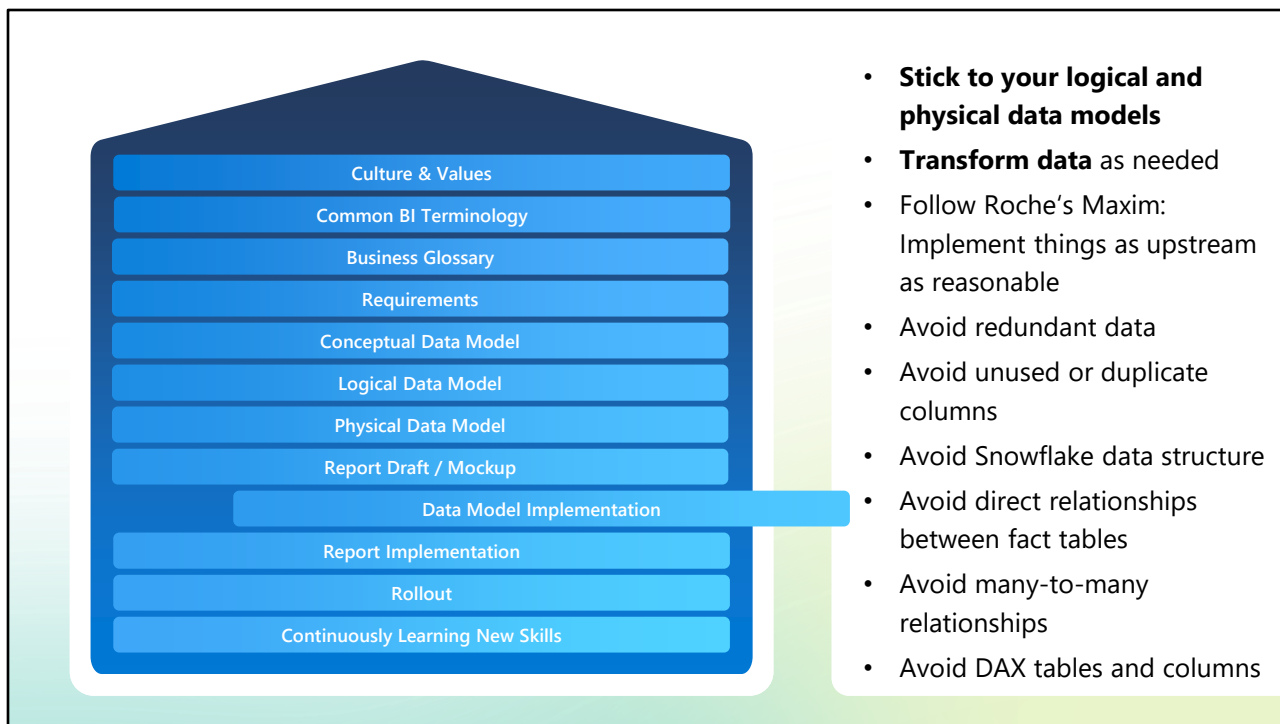 Culture & Values
Common BI Terminology
Business Glossary
Requirements
Conceptual Data Model
Logical Data Model
Physical Data Model
Report Draft / Mockup
Data Model Implementation
Report Implementation
Rollout
Continuously Learning New Skills
• Stick to your logical and
physical data models
• Transform data as needed
• Follow Roche's Maxim:
Implement things as upstream
as reasonable
• Avoid redundant data
• Avoid unused or duplicate
columns
• Avoid Snowflake data structure
• Avoid direct relationships
between fact tables
• Avoid many-to-many
relationships
• Avoid DAX tables and columns